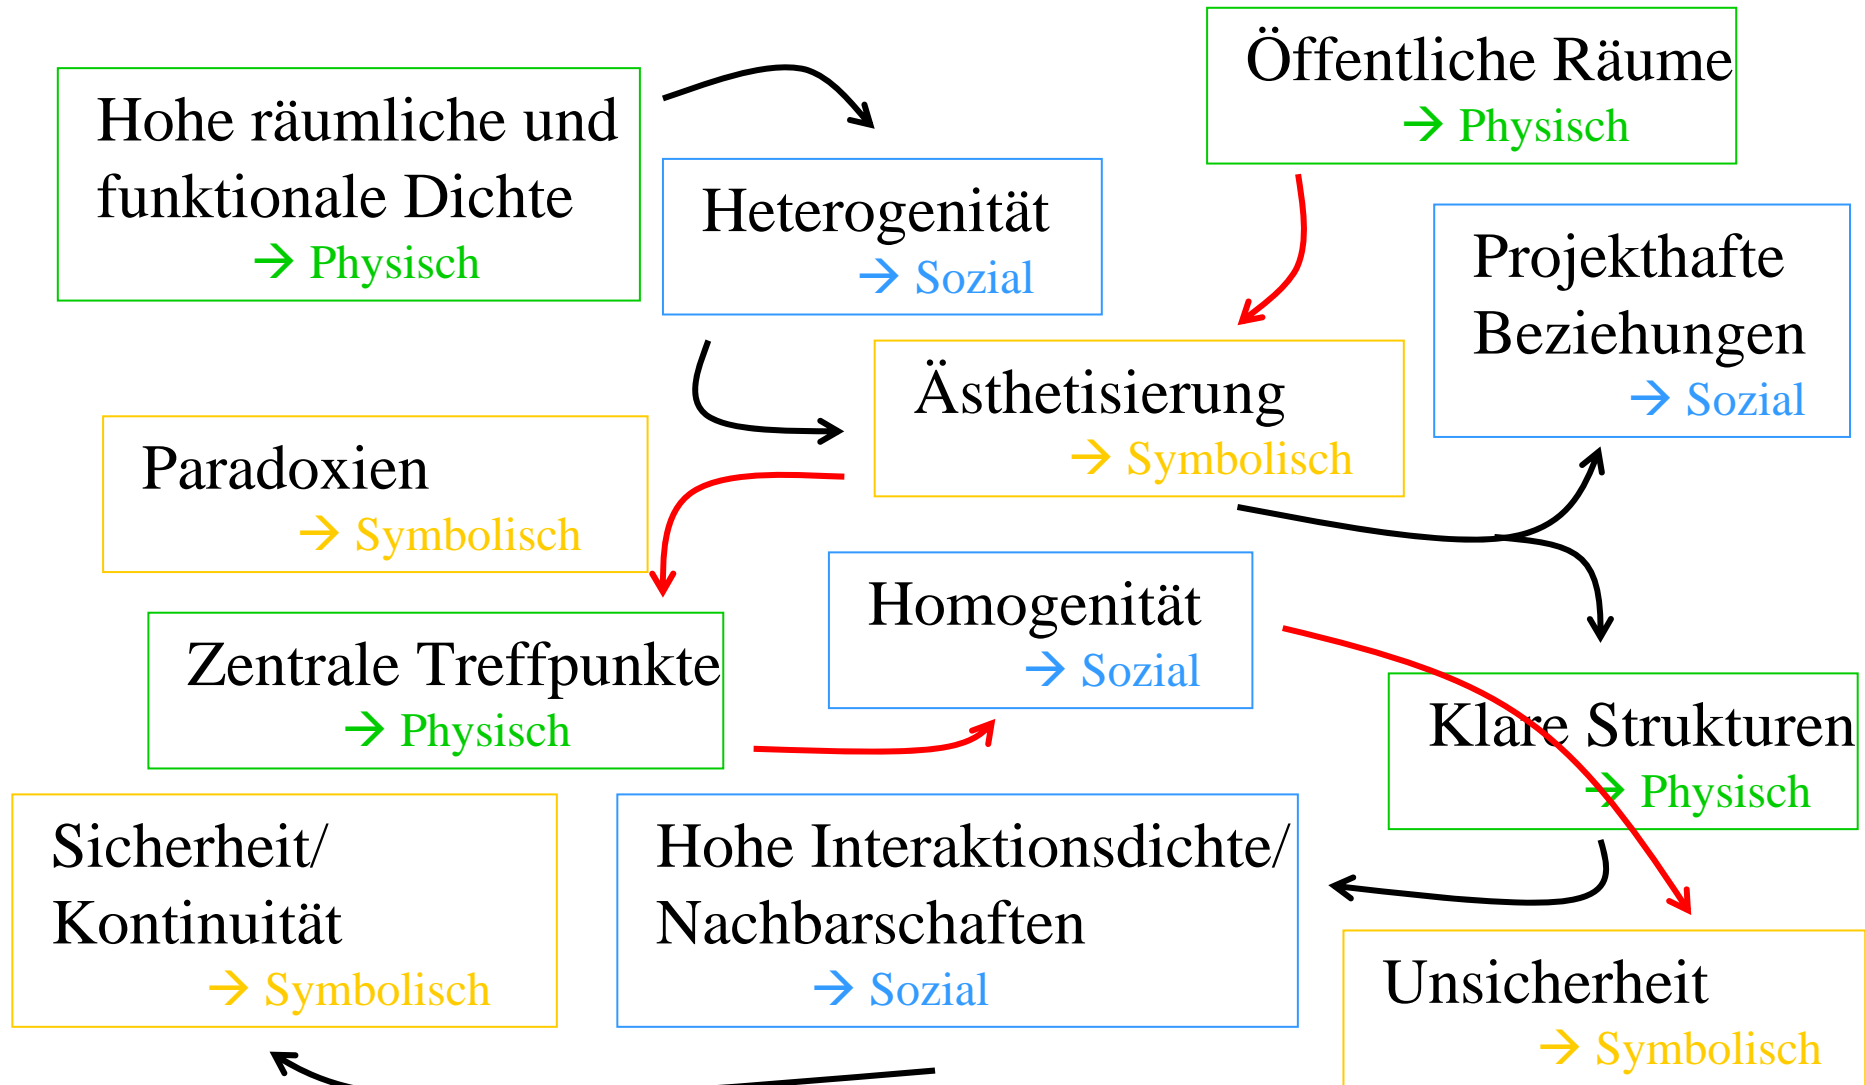 Öffentliche Räume
→ Physisch
Hohe räumliche und
funktionale Dichte
→ Physisch
Heterogenität
→ Sozial
Projekthafte
Beziehungen
→ Sozial
Ästhetisierung
→ Symbolisch
Paradoxien
→ Symbolisch
Homogenität
→ Sozial
Zentrale Treffpunkte
→ Physisch
Klare Strukturen
→ Physisch
Sicherheit/
Kontinuität
→ Symbolisch
Hohe Interaktionsdichte/
Nachbarschaften
→ Sozial
Unsicherheit
→ Symbolisch